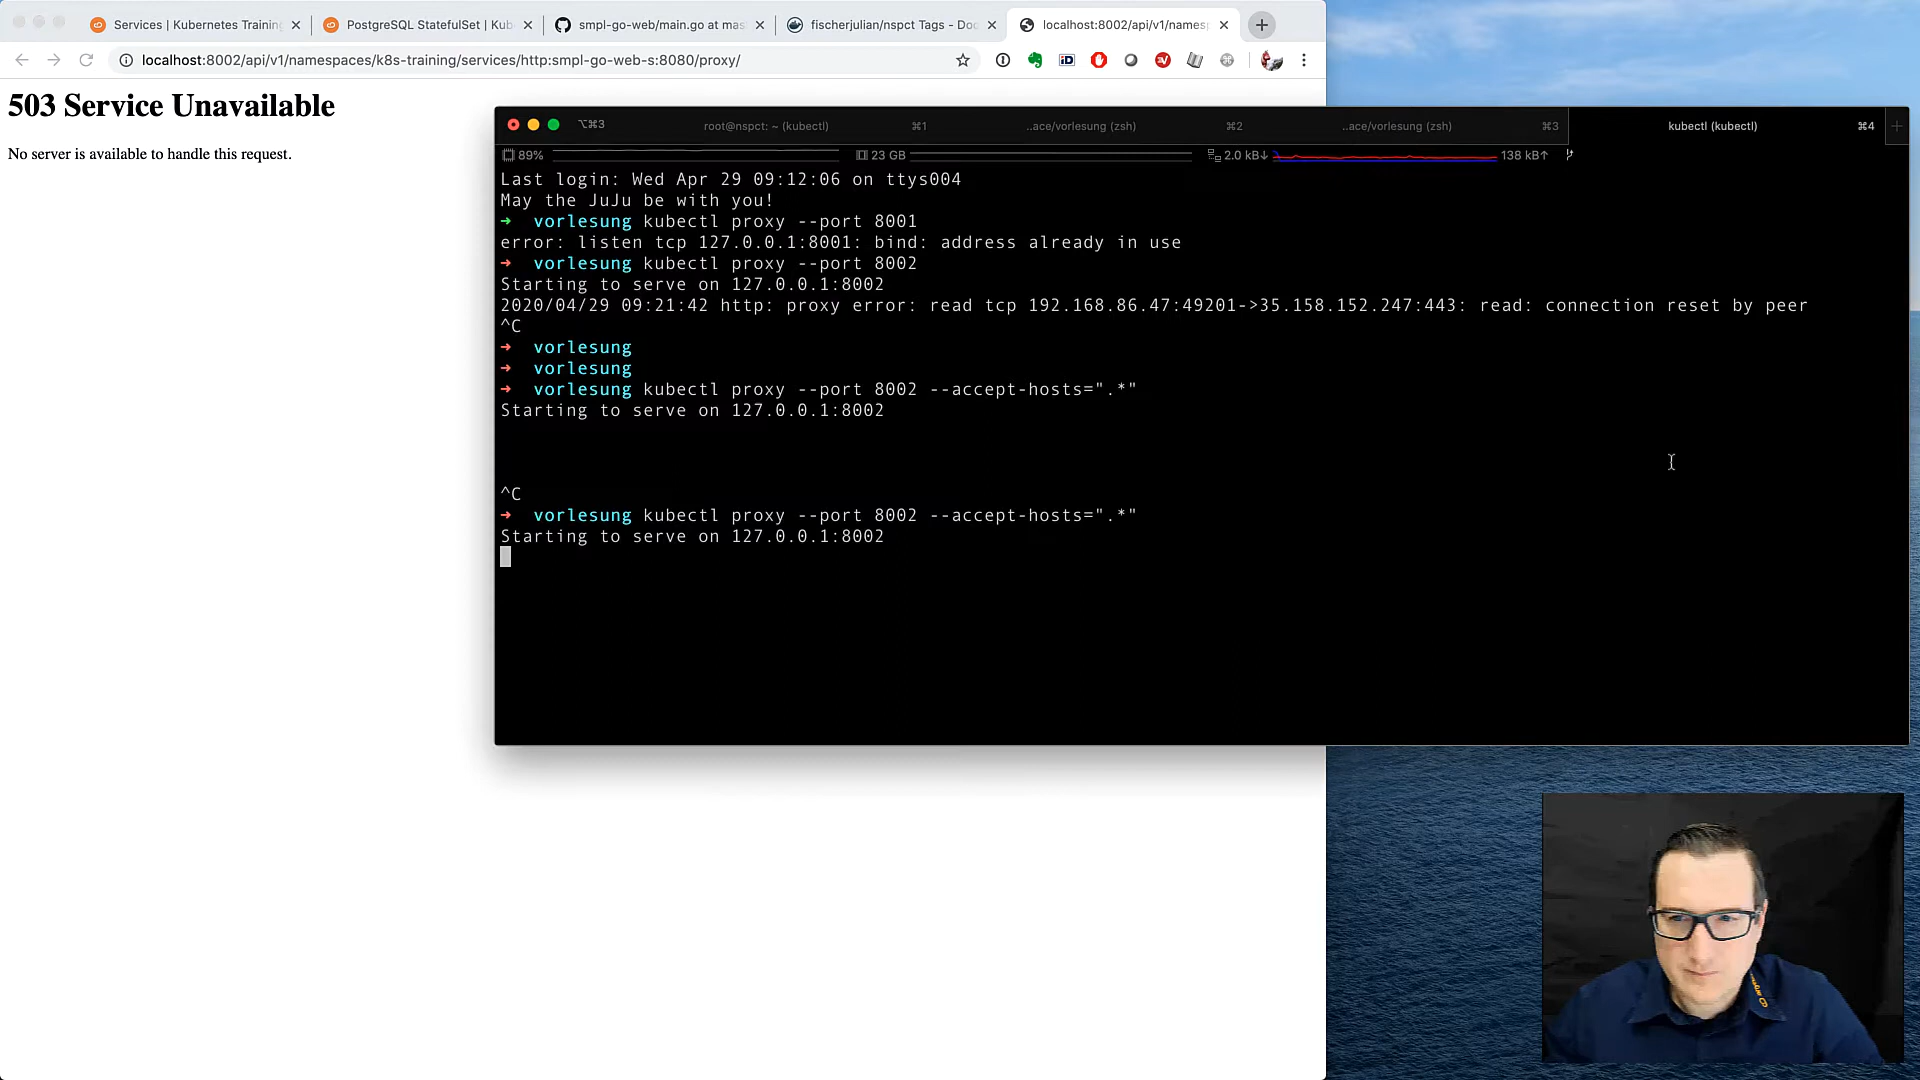 Services | Kubernetes Training
PostgreSQL StatefulSet | Kub
smpl-go-web/main.go at mas
fischerjulian/nspct Tags - Doc
localhost:8002/api/v1/namesp
localhost:8002/api/v1/namespaces/k8s-training/services/http:smpl-go-web-s:8080/proxy/
503 Service Unavailable
No server is available to handle this request.
⌥⌘3
root@nspct: ~ (kubectl) ⌘1
..ace/vorlesung (zsh) ⌘2
..ace/vorlesung (zsh) ⌘3
kubectl (kubectl) ⌘4
89%
23 GB
2.0 kB↓
138 kB↑
Last login: Wed Apr 29 09:12:06 on ttys004
May the JuJu be with you!
→ vorlesung kubectl proxy --port 8001
error: listen tcp 127.0.0.1:8001: bind: address already in use
→ vorlesung kubectl proxy --port 8002
Starting to serve on 127.0.0.1:8002
2020/04/29 09:21:42 http: proxy error: read tcp 192.168.86.47:49201->35.158.152.247:443: read: connection reset by peer
^C
→ vorlesung
→ vorlesung
→ vorlesung kubectl proxy --port 8002 --accept-hosts=".*"
Starting to serve on 127.0.0.1:8002
^C
→ vorlesung kubectl proxy --port 8002 --accept-hosts=".*"
Starting to serve on 127.0.0.1:8002